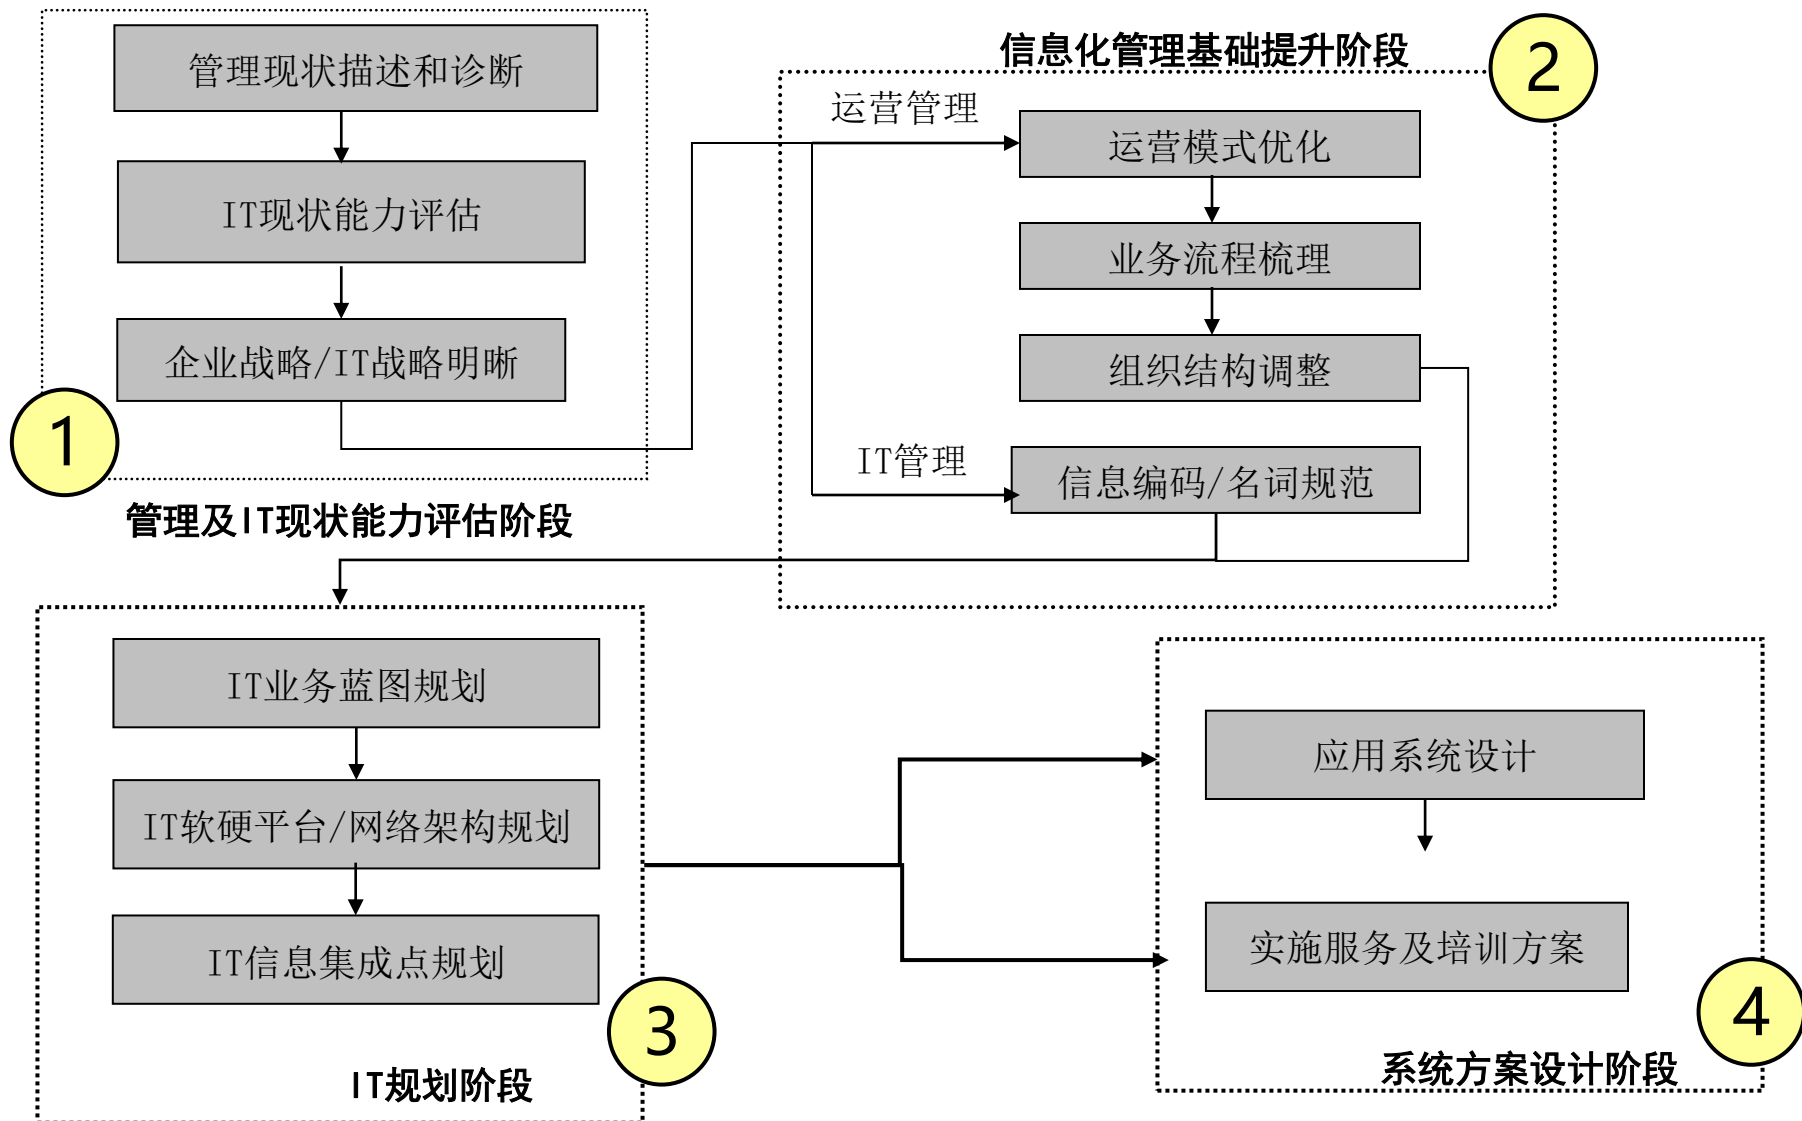 管理现状描述和诊断
IT现状能力评估
企业战略/IT战略明晰
1
管理及IT现状能力评估阶段
信息化管理基础提升阶段
2
运营管理
运营模式优化
业务流程梳理
组织结构调整
IT管理
信息编码/名词规范
IT业务蓝图规划
IT软硬平台/网络架构规划
IT信息集成点规划
3
IT规划阶段
应用系统设计
实施服务及培训方案
4
系统方案设计阶段